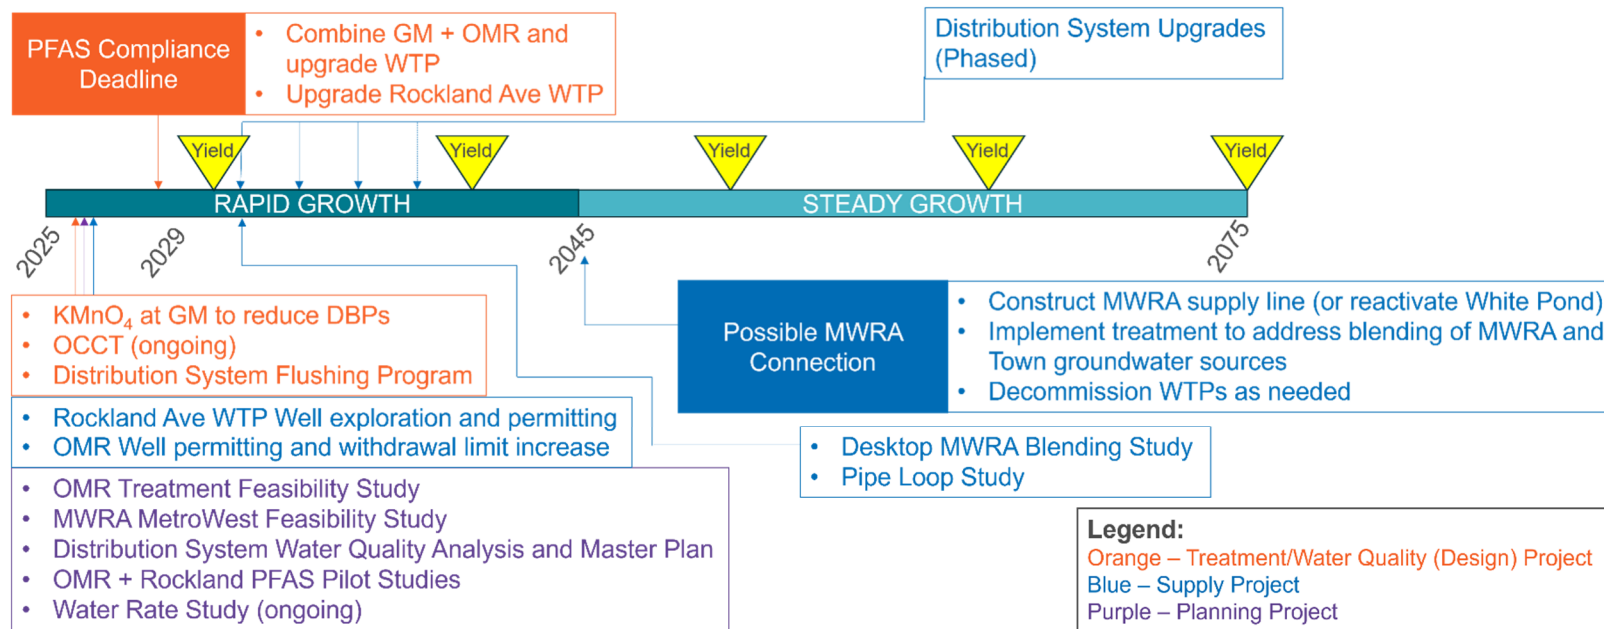 PFAS Compliance
Deadline
• Combine GM + OMR and
upgrade WTP
• Upgrade Rockland Ave WTP
Distribution System Upgrades
(Phased)
Yield
Yield
Yield
Yield
Yield
RAPID GROWTH
STEADY GROWTH
2025
2029
2045
2075
• KMnO₄ at GM to reduce DBPs
• OCCT (ongoing)
• Distribution System Flushing Program
• Rockland Ave WTP Well exploration and permitting
• OMR Well permitting and withdrawal limit increase
• OMR Treatment Feasibility Study
• MWRA MetroWest Feasibility Study
• Distribution System Water Quality Analysis and Master Plan
• OMR + Rockland PFAS Pilot Studies
• Water Rate Study (ongoing)
Possible MWRA
Connection
• Construct MWRA supply line (or reactivate White Pond)
• Implement treatment to address blending of MWRA and
Town groundwater sources
• Decommission WTPs as needed
• Desktop MWRA Blending Study
• Pipe Loop Study
Legend:
Orange – Treatment/Water Quality (Design) Project
Blue – Supply Project
Purple – Planning Project